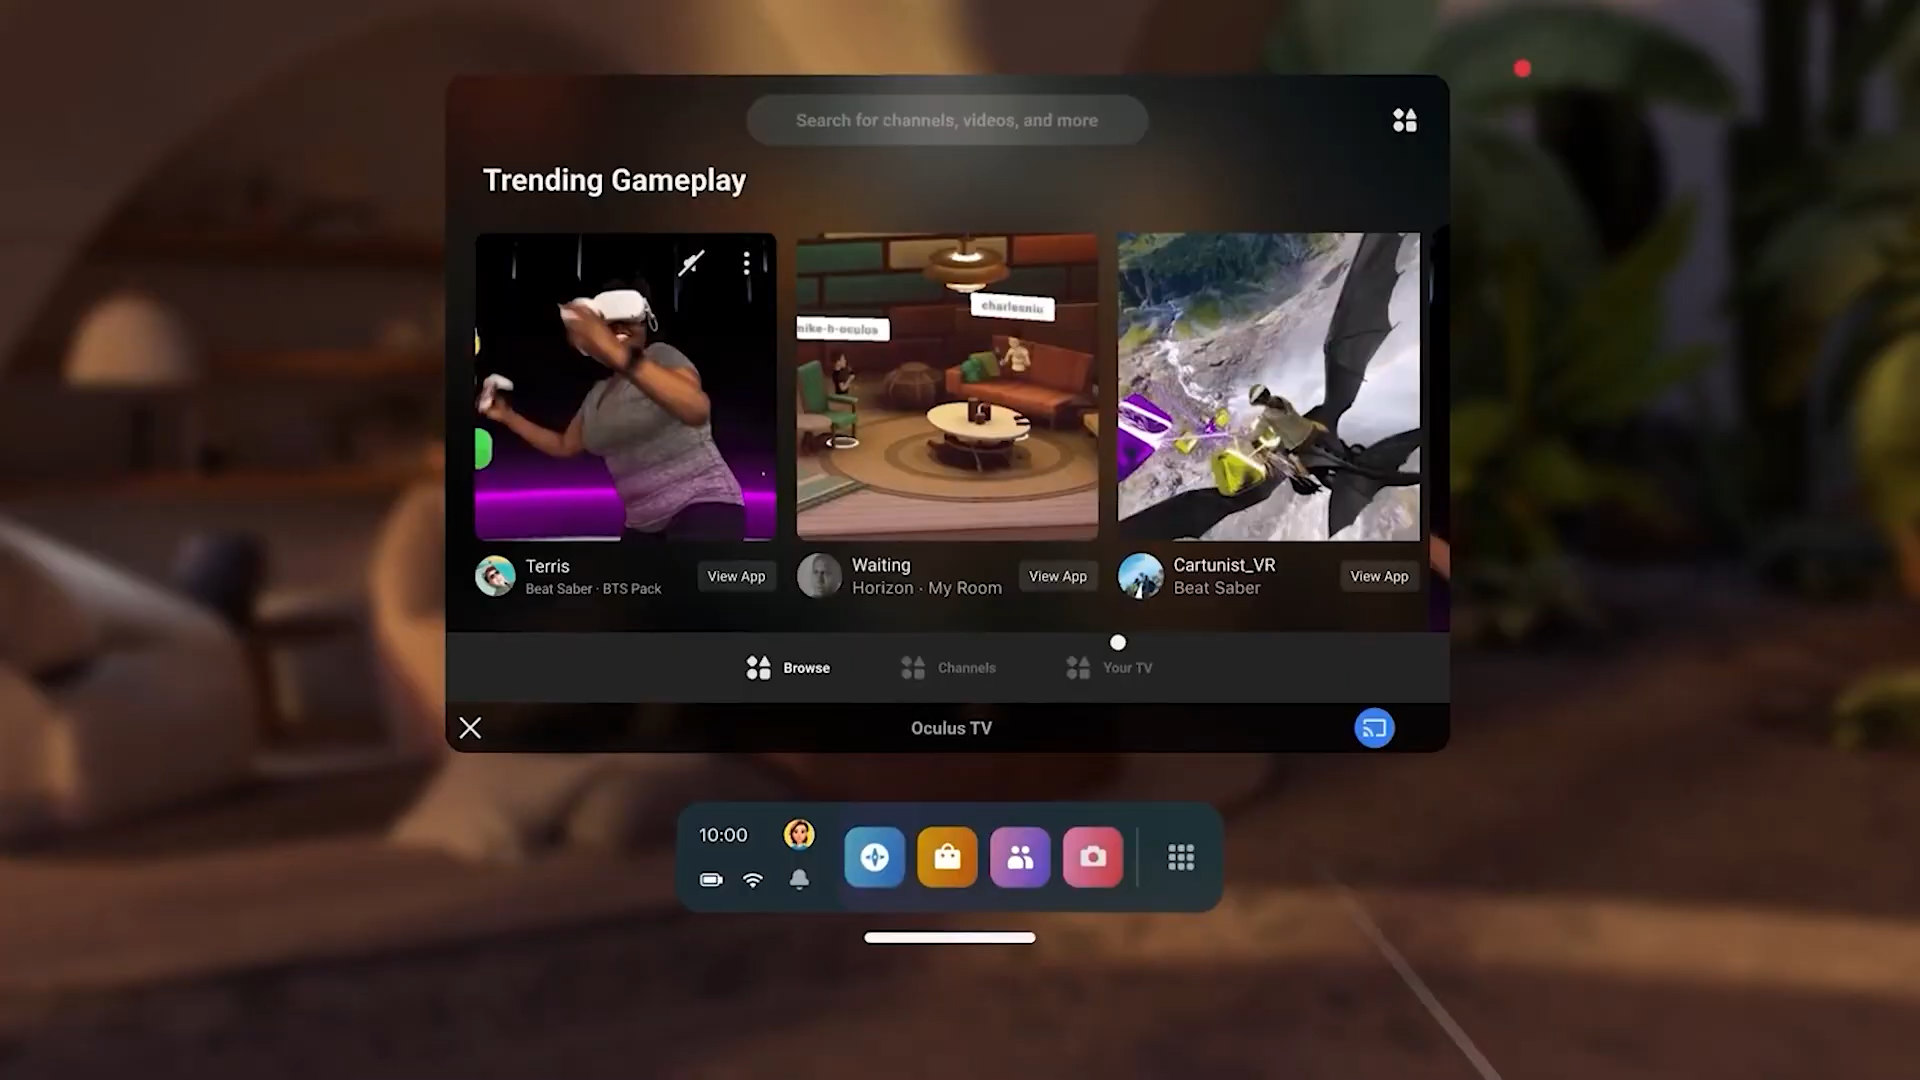 Search for channels, videos, and more
Trending Gameplay
charlesniu
mike-h-oculus
Terris
Beat Saber · BTS Pack
View App
Waiting
Horizon · My Room
View App
Cartunist_VR
Beat Saber
View App
Browse
Channels
Your TV
Oculus TV
10:00